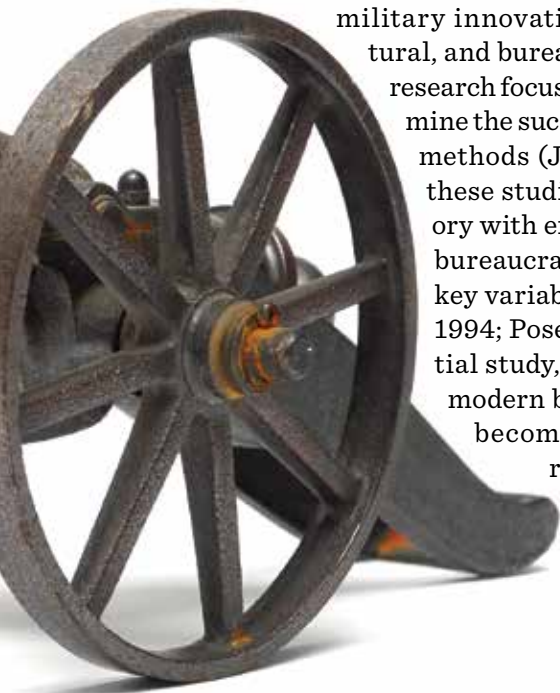 military innovati
tural, and burea
research focus
mine the suc
methods (J
these studi
ory with e
bureaucra
key variab
1994; Pose
tial study,
modern b
becom
r